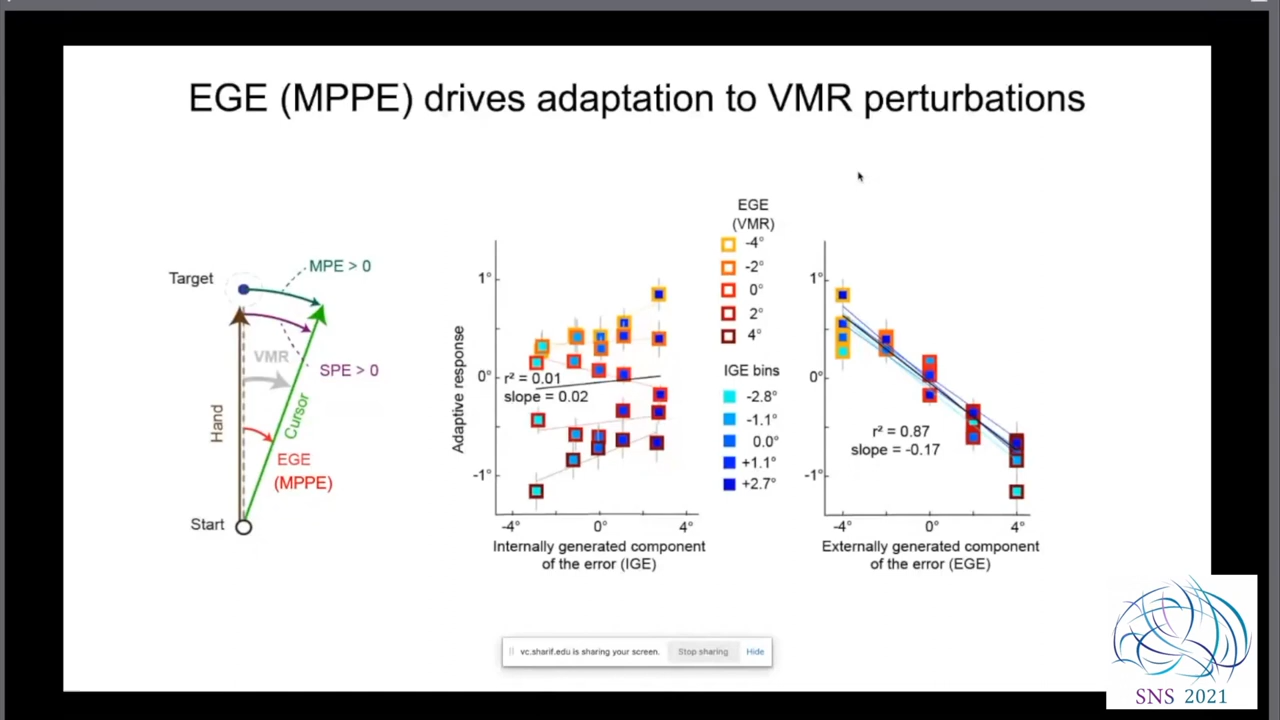 EGE (MPPE) drives adaptation to VMR perturbations
Target
MPE > 0
VMR
SPE > 0
Hand
Cursor
EGE
(MPPE)
Start
Adaptive response
1°
0°
-1°
r² = 0.01
slope = 0.02
-4°
0°
4°
Internally generated component
of the error (IGE)
EGE
(VMR)
-4°
-2°
0°
2°
4°
IGE bins
-2.8°
-1.1°
0.0°
+1.1°
+2.7°
1°
0°
-1°
r² = 0.87
slope = -0.17
-4°
0°
4°
Externally generated component
of the error (EGE)
vc.sharif.edu is sharing your screen.
Stop sharing
Hide
SNS 2021